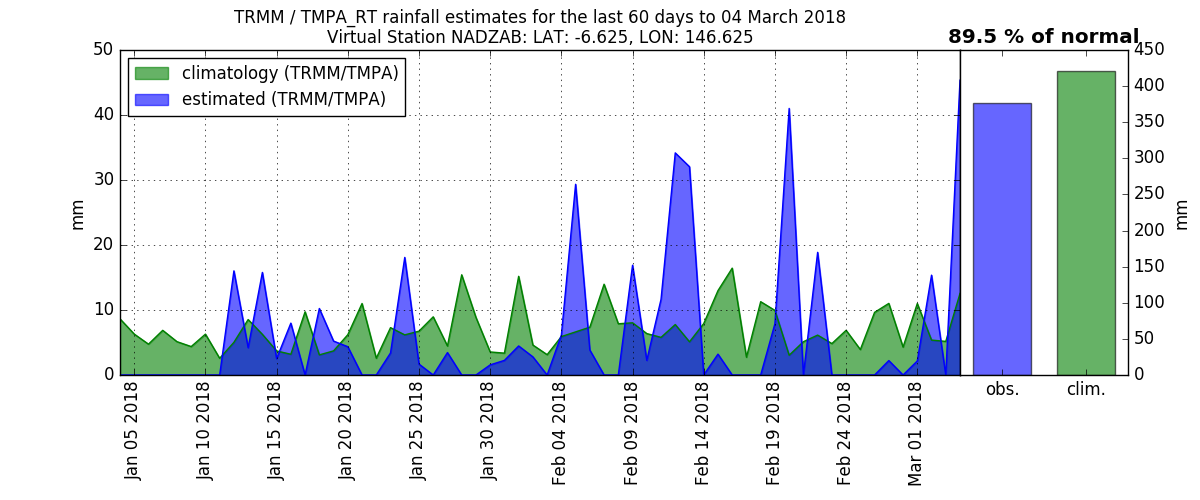 TRMM / TMPA_RT rainfall estimates for the last 60 days to 04 March 2018
Virtual Station NADZAB: LAT: -6.625, LON: 146.625
89.5 % of normal
climatology (TRMM/TMPA)
estimated (TRMM/TMPA)
50
40
30
20
10
0
mm
450
400
350
300
250
200
150
100
50
0
mm
Jan 05 2018
Jan 10 2018
Jan 15 2018
Jan 20 2018
Jan 25 2018
Jan 30 2018
Feb 04 2018
Feb 09 2018
Feb 14 2018
Feb 19 2018
Feb 24 2018
Mar 01 2018
obs.
clim.